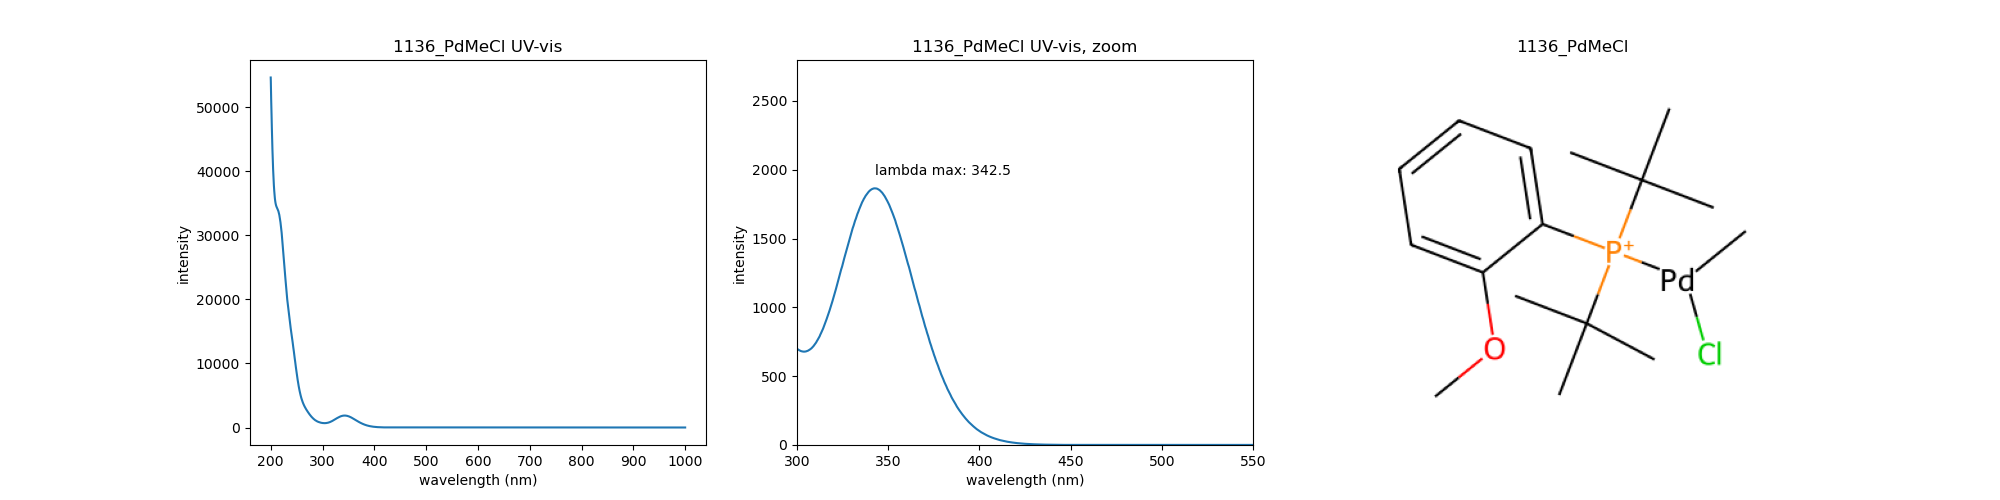 1136_PdMeCl UV-vis
intensity
50000
40000
30000
20000
10000
0
200 300 400 500 600 700 800 900 1000
wavelength (nm)
1136_PdMeCl UV-vis, zoom
intensity
2500
2000
1500
1000
500
0
lambda max: 342.5
300 350 400 450 500 550
wavelength (nm)
1136_PdMeCl
P+
Pd
O
Cl